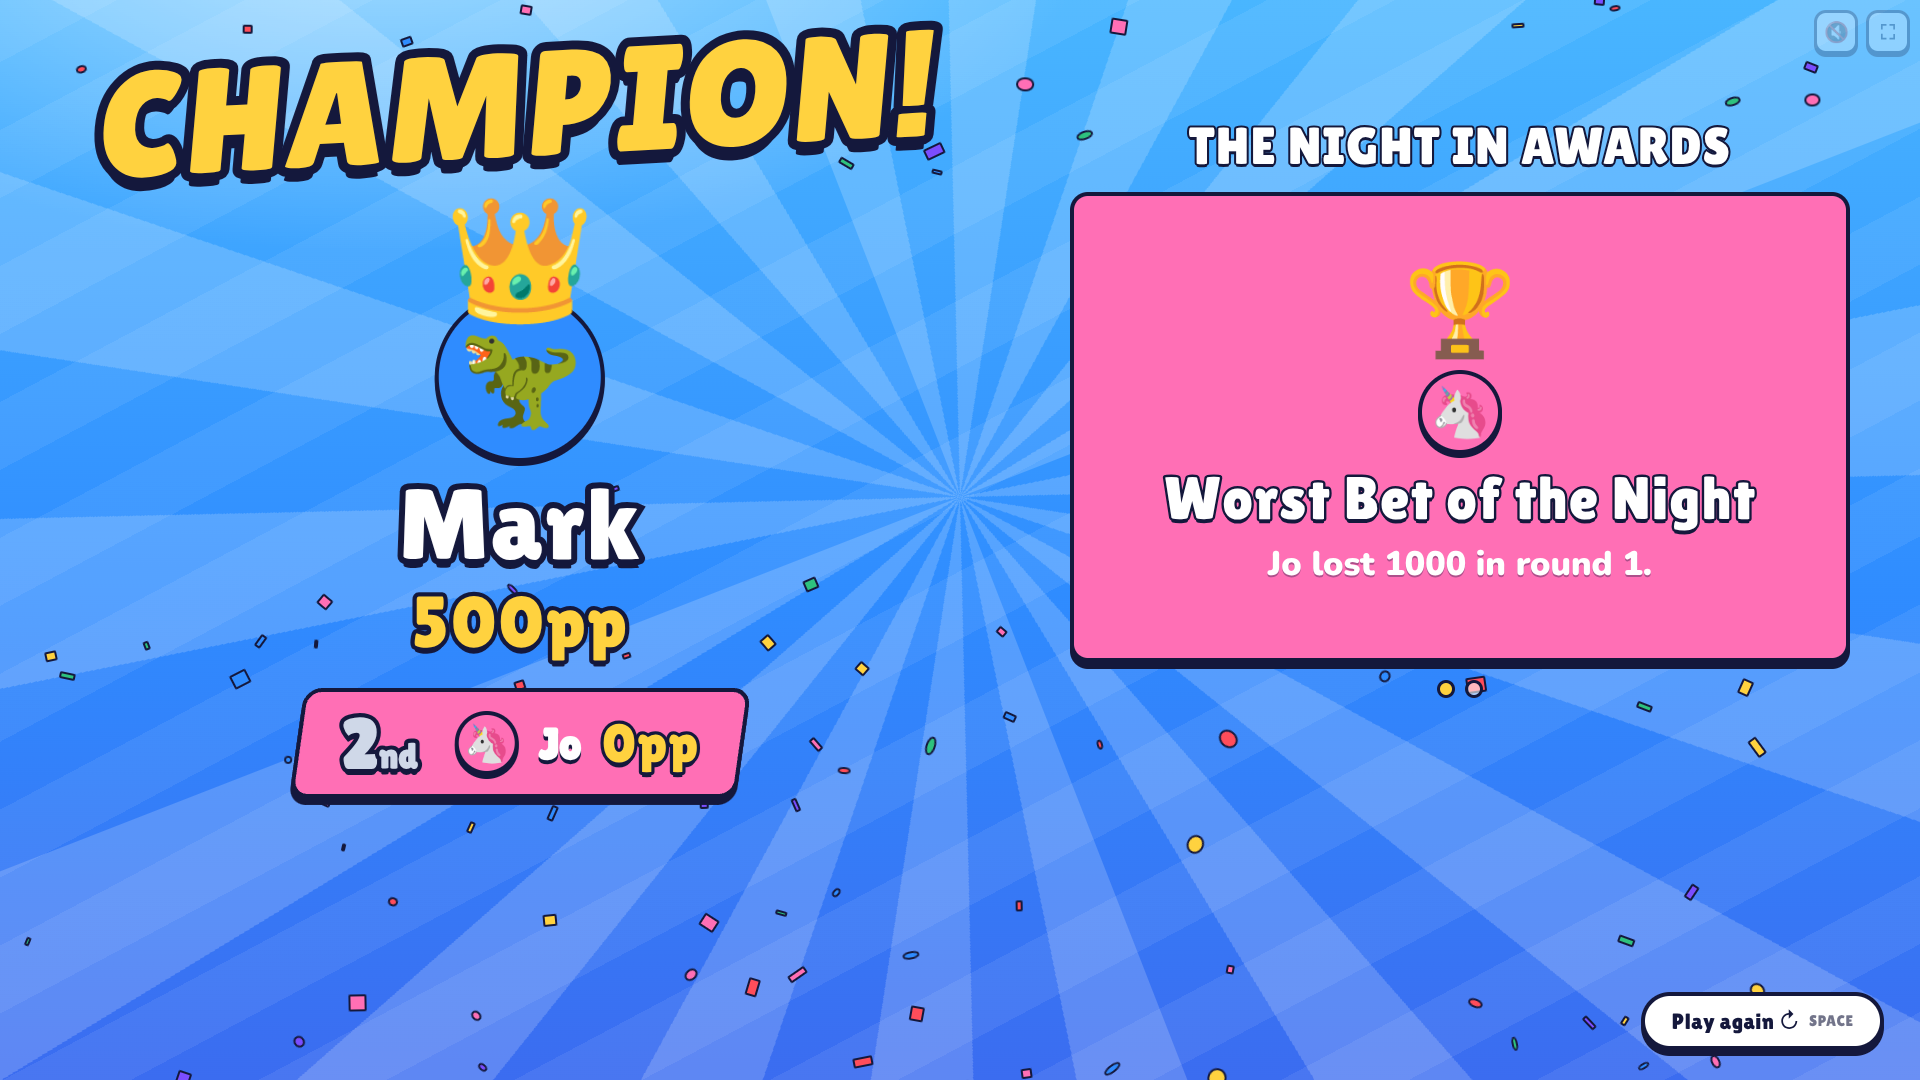 CHAMPION!
Mark
500pp
2nd Jo 0pp
THE NIGHT IN AWARDS
Worst Bet of the Night
Jo lost 1000 in round 1.
Play again SPACE